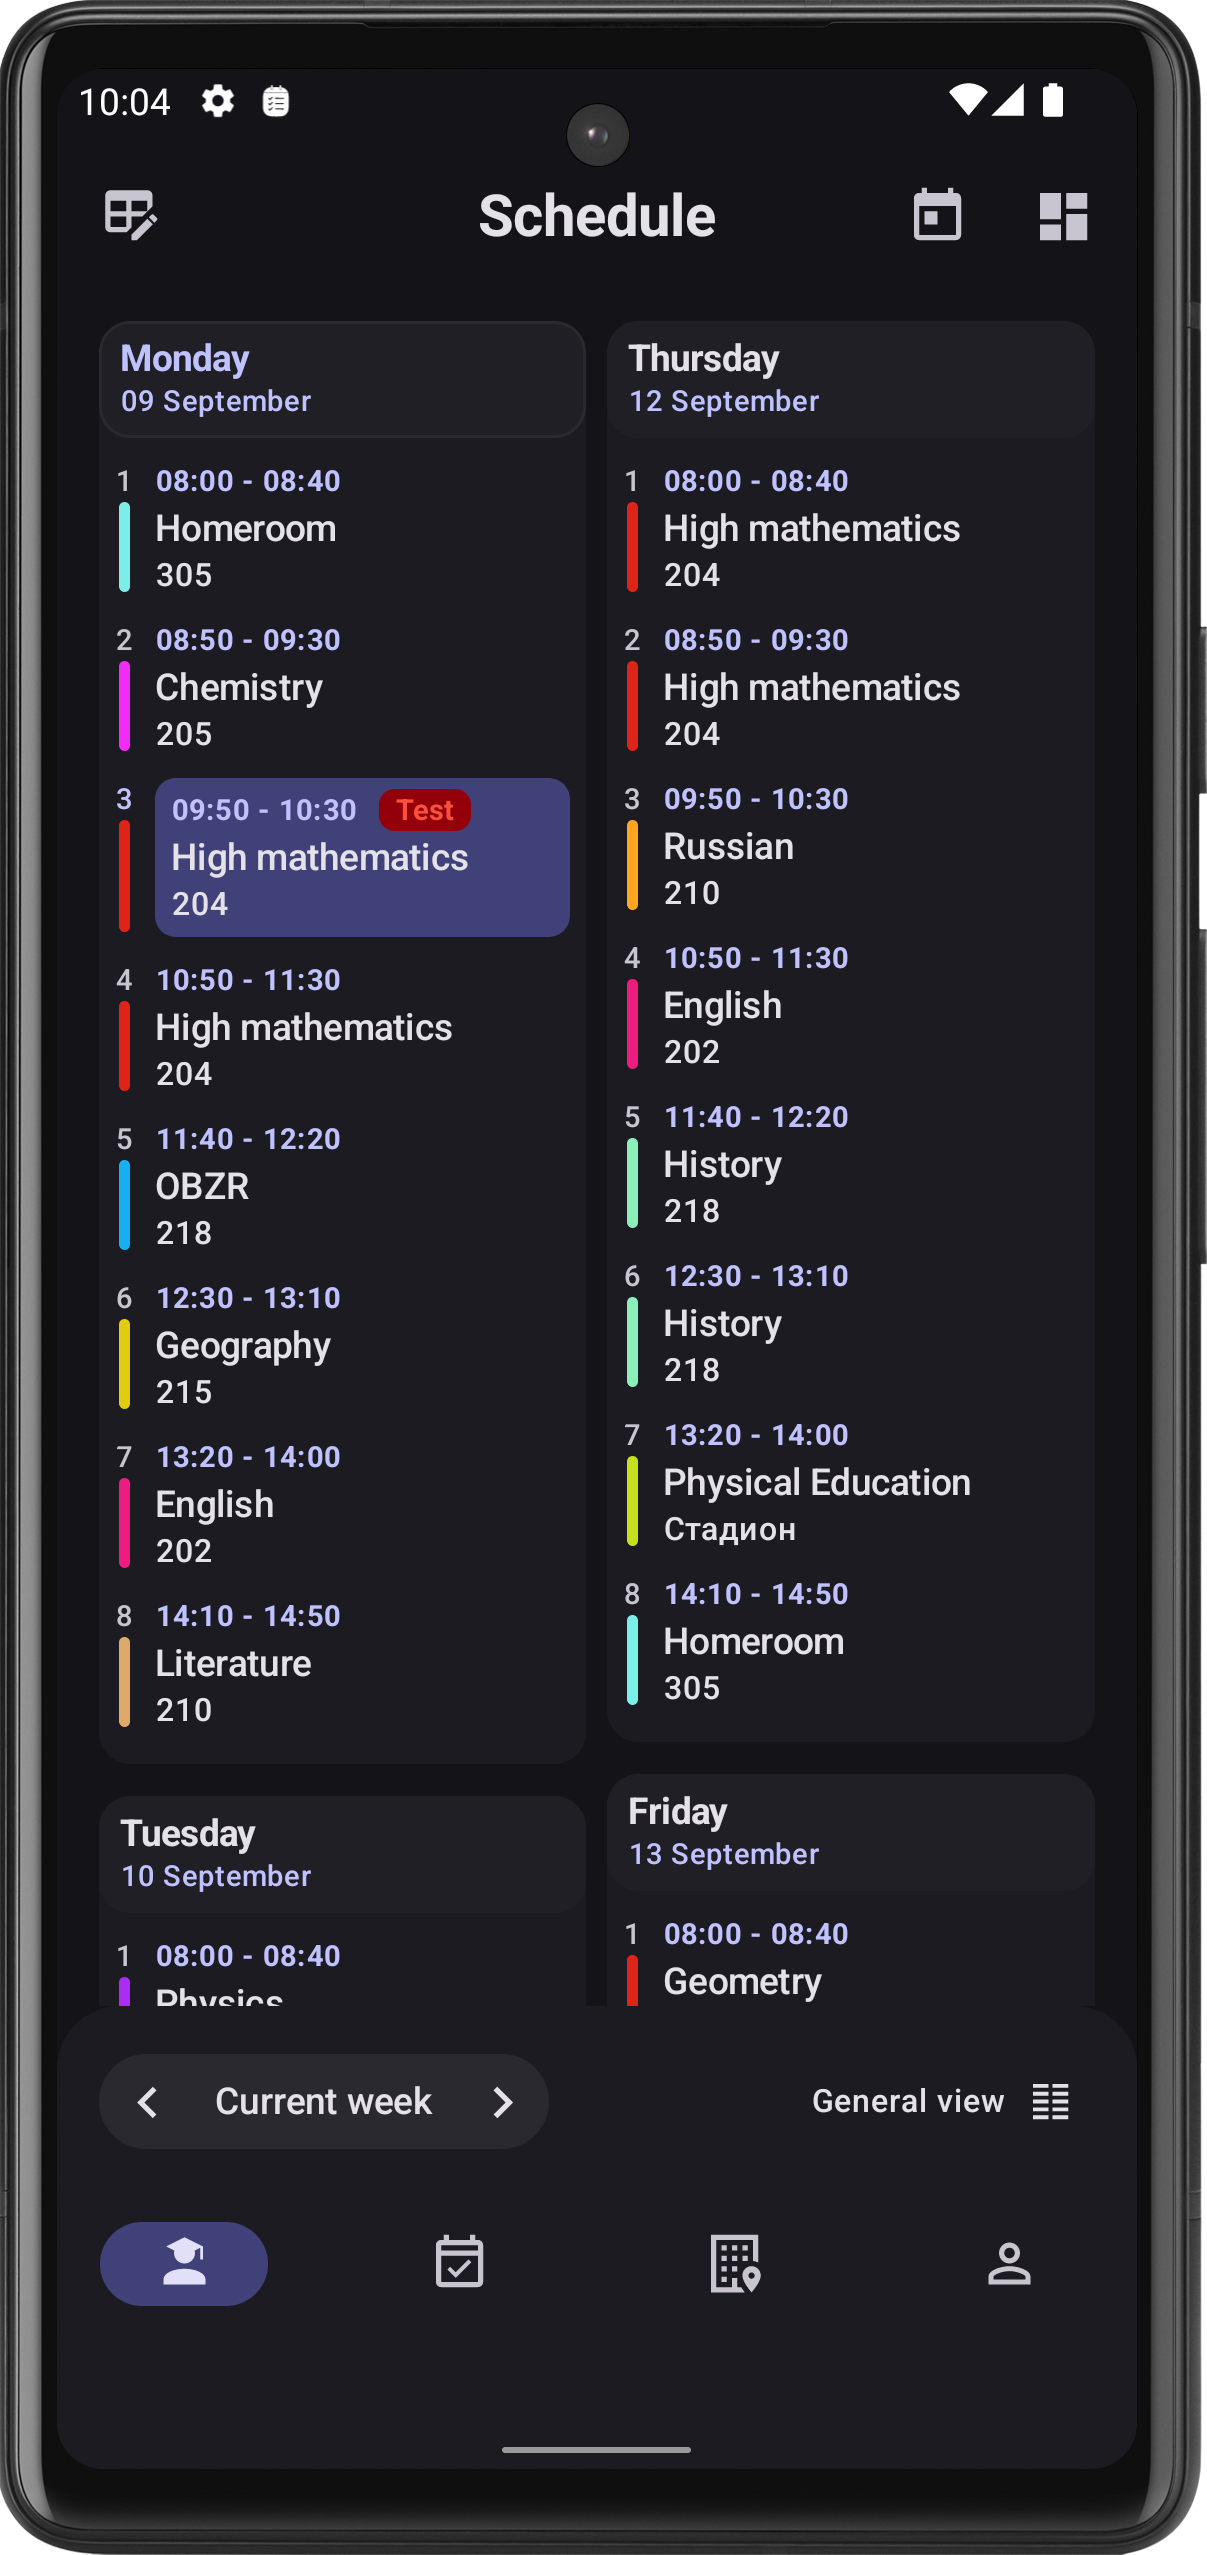 10:04
Schedule
Monday
09 September
1 08:00 - 08:40
Homeroom
305
2 08:50 - 09:30
Chemistry
205
3 09:50 - 10:30 Test
High mathematics
204
4 10:50 - 11:30
High mathematics
204
5 11:40 - 12:20
OBZR
218
6 12:30 - 13:10
Geography
215
7 13:20 - 14:00
English
202
8 14:10 - 14:50
Literature
210
Tuesday
10 September
1 08:00 - 08:40
Physics
Thursday
12 September
1 08:00 - 08:40
High mathematics
204
2 08:50 - 09:30
High mathematics
204
3 09:50 - 10:30
Russian
210
4 10:50 - 11:30
English
202
5 11:40 - 12:20
History
218
6 12:30 - 13:10
History
218
7 13:20 - 14:00
Physical Education
Стадион
8 14:10 - 14:50
Homeroom
305
Friday
13 September
1 08:00 - 08:40
Geometry
Current week
General view